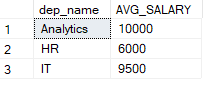 dep_name AVG_SALARY
1 Analytics 10000
2 HR 6000
3 IT 9500